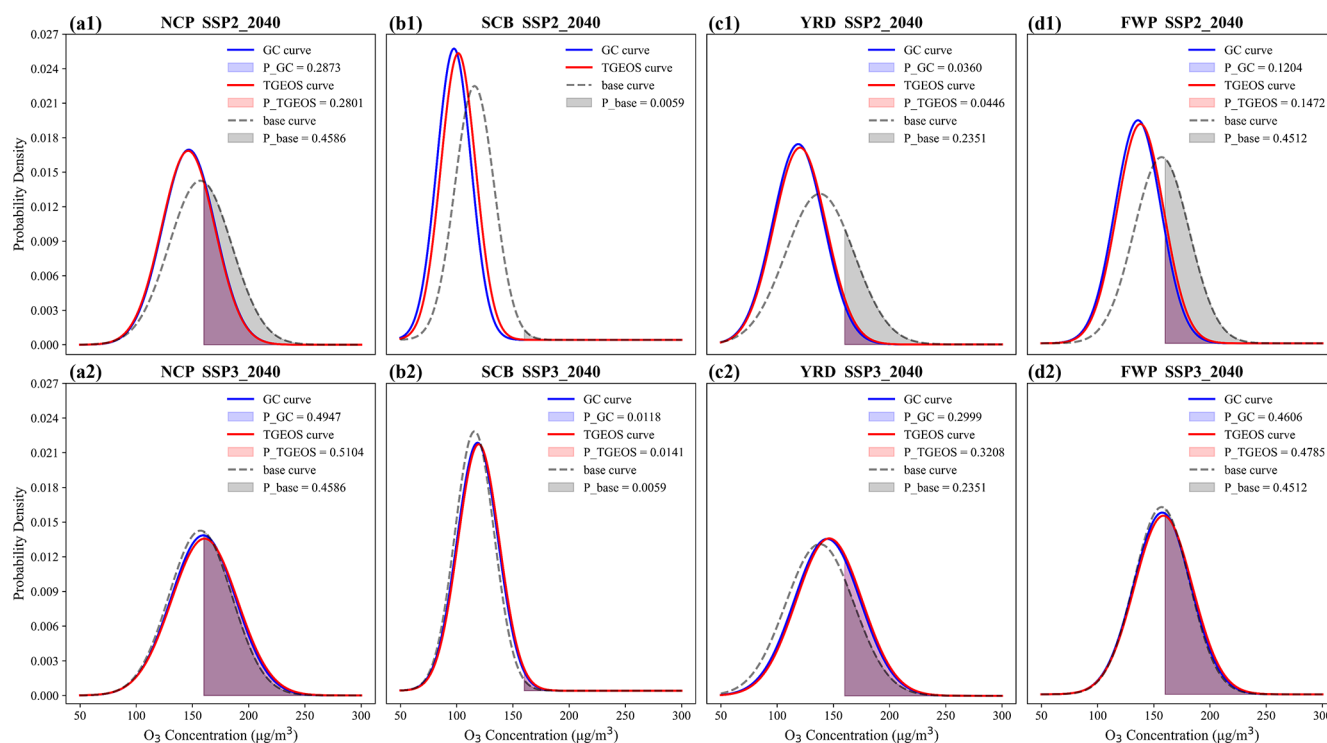 (a1) NCP SSP2_2040
GC curve
P_GC = 0.2873
TGEOS curve
P_TGEOS = 0.2801
base curve
P_base = 0.4586
Probability Density
0.027
0.024
0.021
0.018
0.015
0.012
0.009
0.006
0.003
0.000
(b1) SCB SSP2_2040
GC curve
TGEOS curve
base curve
P_base = 0.0059
(c1) YRD SSP2_2040
GC curve
P_GC = 0.0360
TGEOS curve
P_TGEOS = 0.0446
base curve
P_base = 0.2351
(d1) FWP SSP2_2040
GC curve
P_GC = 0.1204
TGEOS curve
P_TGEOS = 0.1472
base curve
P_base = 0.4512
(a2) NCP SSP3_2040
GC curve
P_GC = 0.4947
TGEOS curve
P_TGEOS = 0.5104
base curve
P_base = 0.4586
Probability Density
0.027
0.024
0.021
0.018
0.015
0.012
0.009
0.006
0.003
0.000
50 100 150 200 250 300
O₃ Concentration (μg/m³)
(b2) SCB SSP3_2040
GC curve
P_GC = 0.0118
TGEOS curve
P_TGEOS = 0.0141
base curve
P_base = 0.0059
50 100 150 200 250 300
O₃ Concentration (μg/m³)
(c2) YRD SSP3_2040
GC curve
P_GC = 0.2999
TGEOS curve
P_TGEOS = 0.3208
base curve
P_base = 0.2351
50 100 150 200 250 300
O₃ Concentration (μg/m³)
(d2) FWP SSP3_2040
GC curve
P_GC = 0.4606
TGEOS curve
P_TGEOS = 0.4785
base curve
P_base = 0.4512
50 100 150 200 250 300
O₃ Concentration (μg/m³)